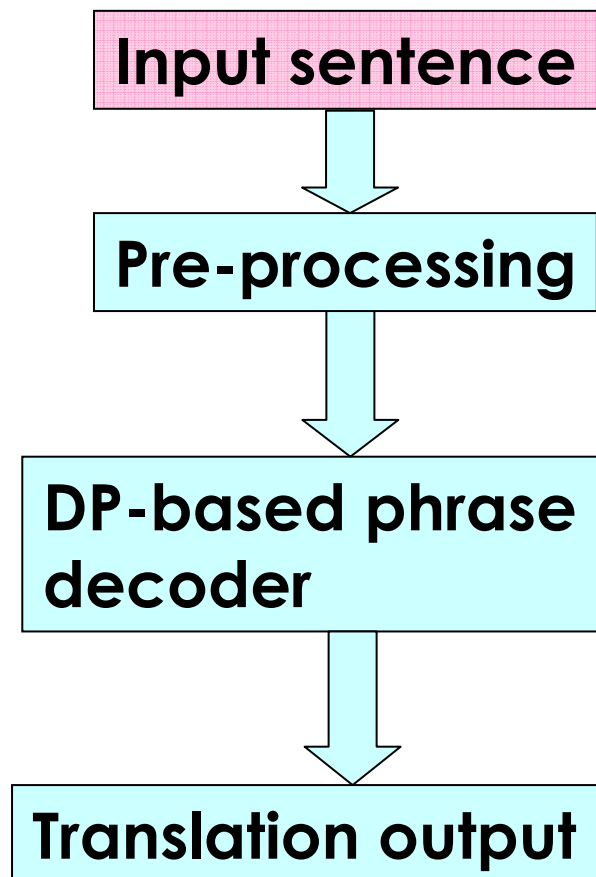 Input sentence
Pre-processing
DP-based phrase
decoder
Translation output